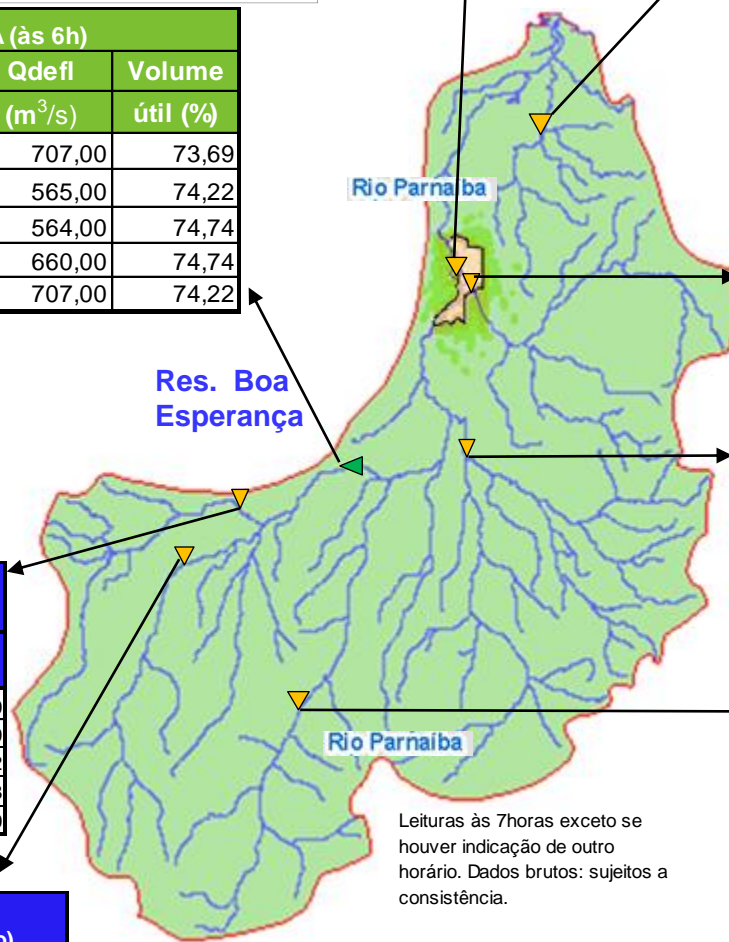 (às 6h)
Qdefl Volume
(m³/s) útil (%)
707,00 73,69
565,00 74,22
564,00 74,74
660,00 74,74
707,00 74,22
Rio Parnaíba
Res. Boa
Esperança
Rio Parnaíba
Leituras às 7horas exceto se
houver indicação de outro
horário. Dados brutos: sujeitos a
consistência.